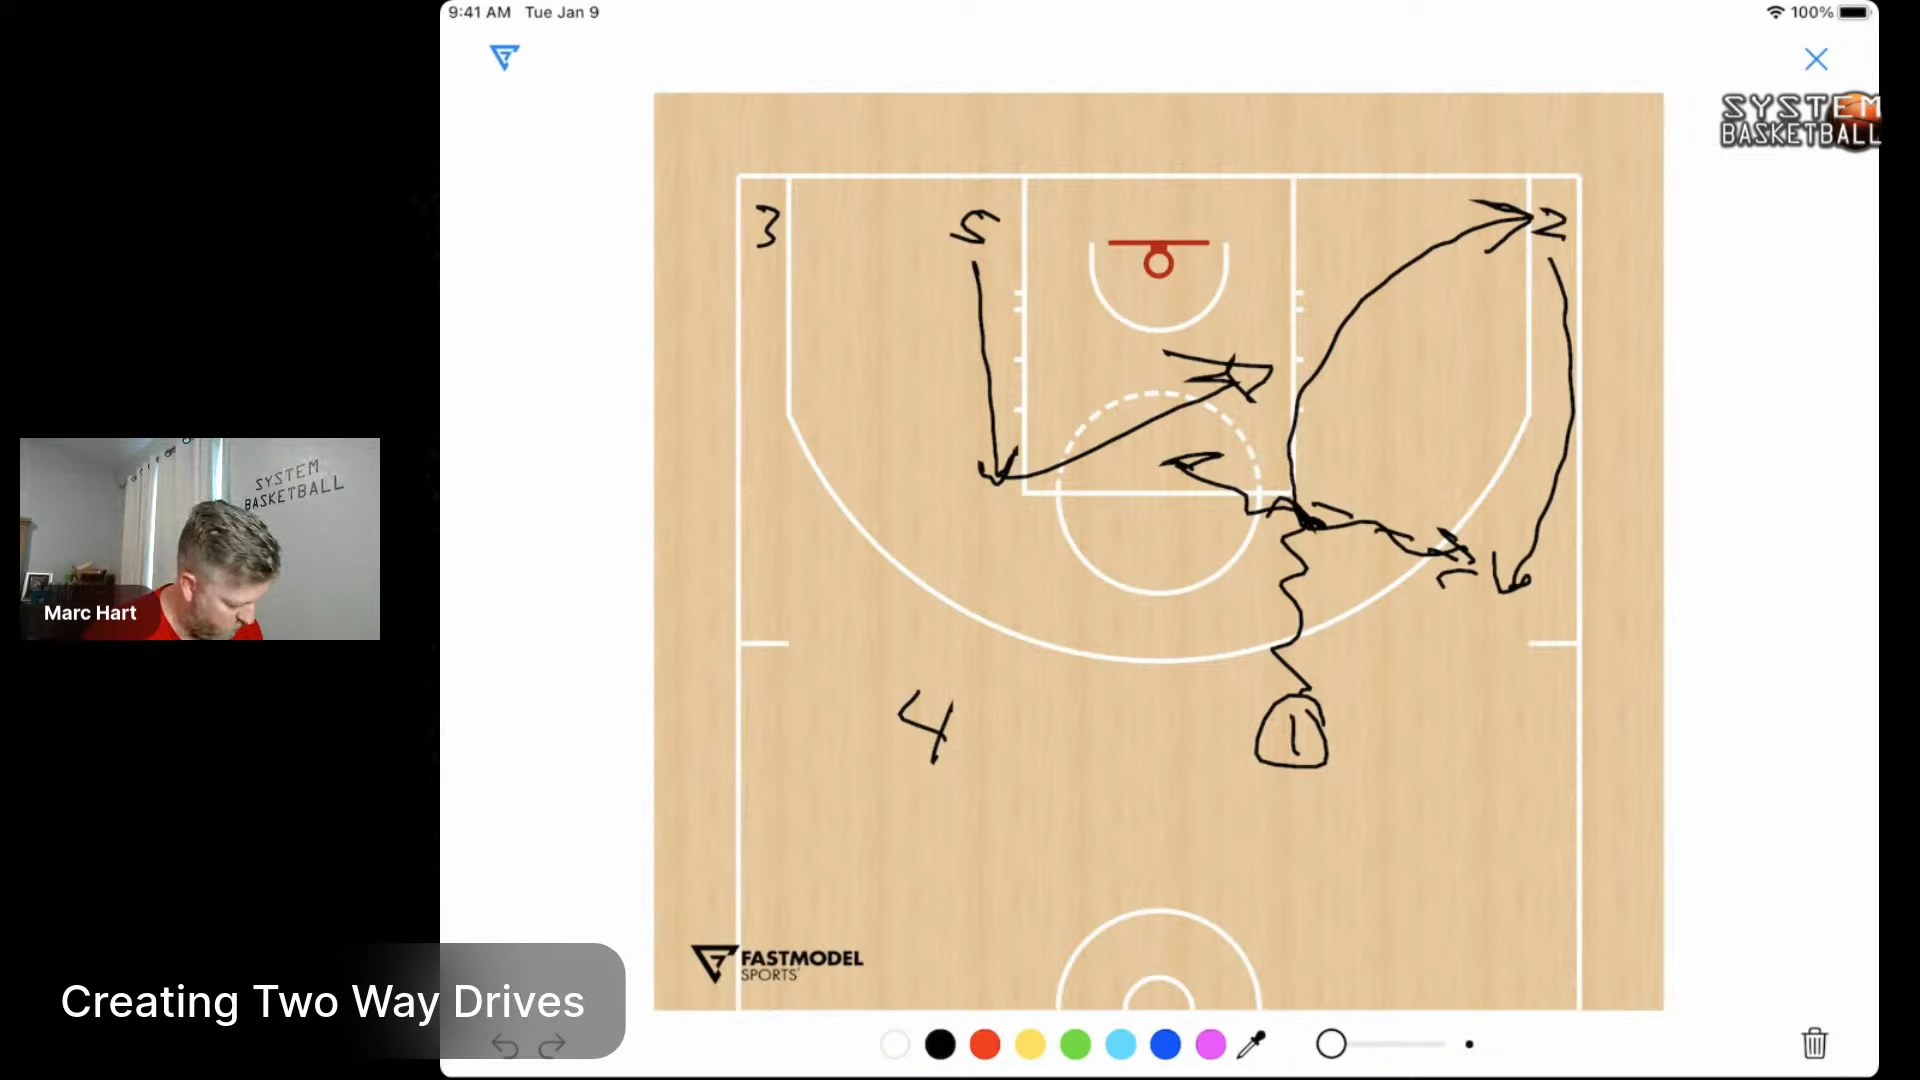 9:41 AM Tue Jan 9
100%
SYSTEM
BASKETBALL
3
5
2
SYSTEM
BASKETBALL
Marc Hart
4
1
FASTMODEL
SPORTS
Creating Two Way Drives